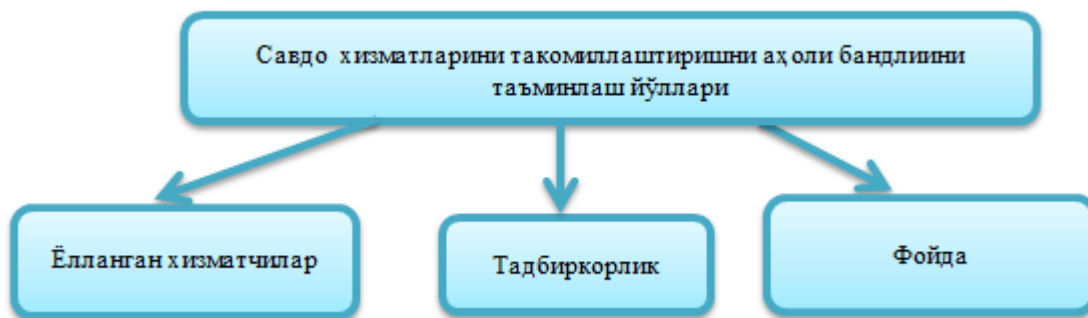 Савдо хизматларини такомиллаштиришни аҳоли бандлиини
таъминлаш йўллари
Ёлланган хизматчилар
Тадбиркорлик
Фойда